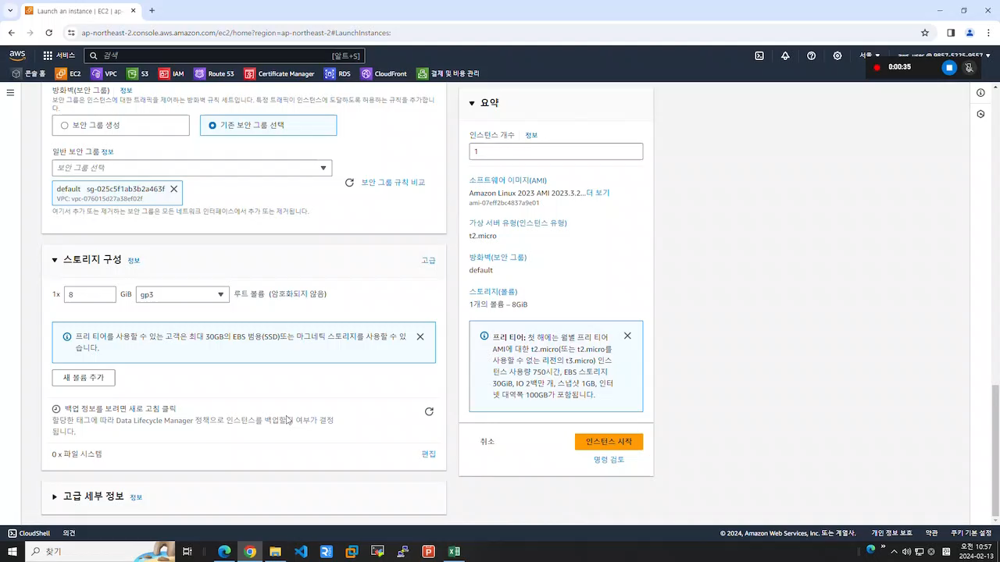 Launch an instance | EC2 | ap-
ap-northeast-2.console.aws.amazon.com/ec2/home?region=ap-northeast-2#LaunchInstances:
aws
서비스
검색
[알트+S]
00:00:35
콘솔 홈
EC2
VPC
S3
IAM
Route 53
Certificate Manager
RDS
CloudFront
결제 및 비용 관리
방화벽(보안 그룹) 정보
보안 그룹은 인스턴스에 대한 트래픽을 제어하는 방화벽 규칙 세트입니다. 특정 트래픽이 인스턴스에 도달하도록 허용하는 규칙을 추가합니
다.
보안 그룹 생성
기존 보안 그룹 선택
일반 보안 그룹 정보
보안 그룹 선택
보안 그룹 규칙 비교
default sg-025c5f1ab3b2a463f
VPC: vpc-076015d27a38ef02f
여기서 추가 또는 제거하는 보안 그룹은 모든 네트워크 인터페이스에서 추가 또는 제거됩니다.
스토리지 구성 정보
고급
1x
8
GiB
gp3
루트 볼륨 (암호화되지 않음)
프리 티어를 사용할 수 있는 고객은 최대 30GB의 EBS 범용(SSD)또는 마그네틱 스토리지를 사용할 수 있
습니다.
새 볼륨 추가
백업 정보를 보려면 새로 고침 클릭
할당한 태그에 따라 Data Lifecycle Manager 정책으로 인스턴스를 백업할 여부가 결정
됩니다.
0 x 파일 시스템
편집
고급 세부 정보 정보
요약
인스턴스 개수 정보
1
소프트웨어 이미지(AMI)
Amazon Linux 2023 AMI 2023.3.2...더 보기
ami-07eff2bc4837a9e01
가상 서버 유형(인스턴스 유형)
t2.micro
방화벽(보안 그룹)
default
스토리지(볼륨)
1개의 볼륨 – 8GiB
프리 티어: 첫 해에는 월별 프리 티어
AMI에 대한 t2.micro(또는 t2.micro를
사용할 수 없는 리전의 t3.micro) 인스
턴스 사용량 750시간, EBS 스토리지
30GiB, IO 2백만 개, 스냅샷 1GB, 인터
넷 대역폭 100GB가 포함됩니다.
취소
인스턴스 시작
명령 검토
CloudShell
의견
© 2024, Amazon Web Services, Inc. 또는 계열사.
개인 정보 보호
약관
쿠키 기본 설정
찾기
오전 10:57
2024-02-13